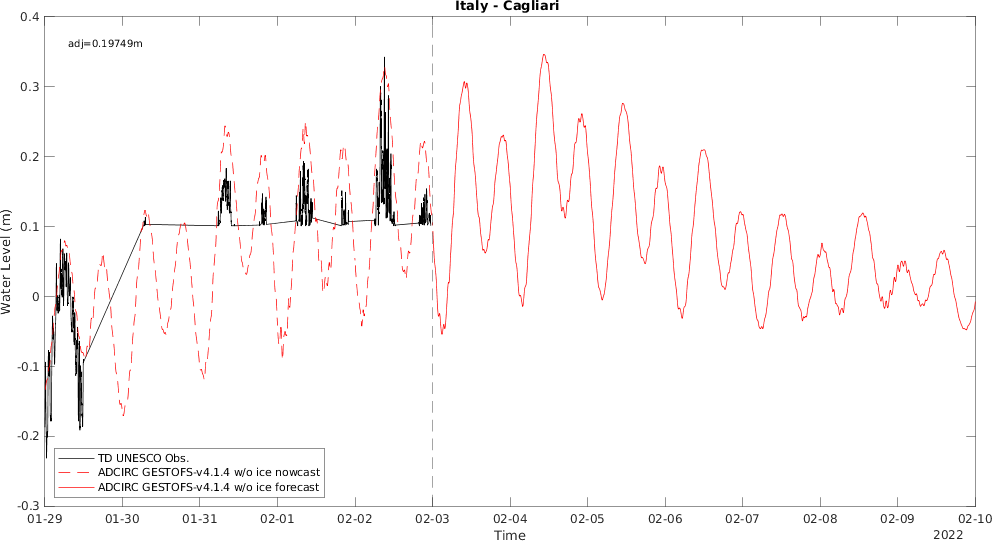 Italy - Cagliari
adj=0.19749m
0.4
0.3
0.2
0.1
0
-0.1
-0.2
-0.3
Water Level (m)
TD UNESCO Obs.
ADCIRC GESTOFS-v4.1.4 w/o ice nowcast
ADCIRC GESTOFS-v4.1.4 w/o ice forecast
01-29 01-30 01-31 02-01 02-02 02-03 02-04 02-05 02-06 02-07 02-08 02-09 02-10
Time
2022